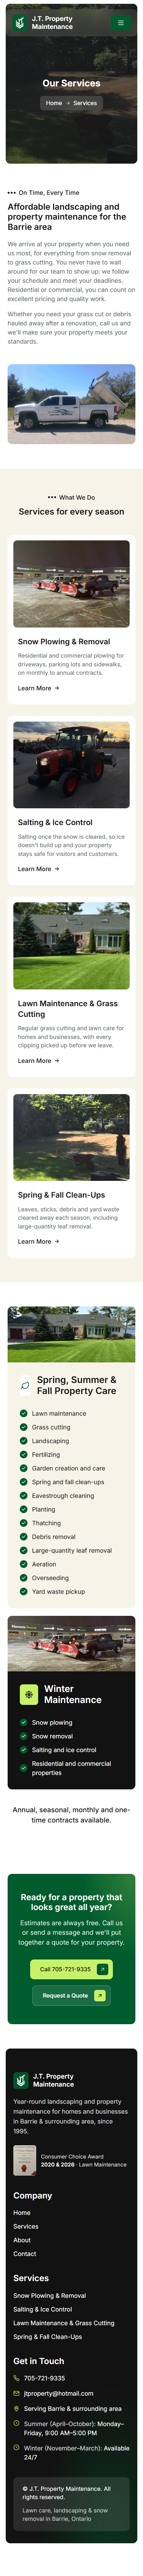 J.T. Property
Maintenance
Our Services
Home → Services
On Time, Every Time
Affordable landscaping and
property maintenance for the
Barrie area
We arrive at your property when you need
us most, for everything from snow removal
to grass cutting. You never have to wait
around for our team to show up: we follow
your schedule and meet your deadlines.
Residential or commercial, you can count on
excellent pricing and quality work.
Whether you need your grass cut or debris
hauled away after a renovation, call us and
we'll make sure your property meets your
standards.
What We Do
Services for every season
Snow Plowing & Removal
Residential and commercial plowing for
driveways, parking lots and sidewalks,
on monthly to annual contracts.
Learn More →
Salting & Ice Control
Salting once the snow is cleared, so ice
doesn't build up and your property
stays safe for visitors and customers.
Learn More →
Lawn Maintenance & Grass
Cutting
Regular grass cutting and lawn care for
homes and businesses, with every
clipping picked up before we leave.
Learn More →
Spring & Fall Clean-Ups
Leaves, sticks, debris and yard waste
cleared away each season, including
large-quantity leaf removal.
Learn More →
Spring, Summer &
Fall Property Care
Lawn maintenance
Grass cutting
Landscaping
Fertilizing
Garden creation and care
Spring and fall clean-ups
Eavestrough cleaning
Planting
Thatching
Debris removal
Large-quantity leaf removal
Aeration
Overseeding
Yard waste pickup
Winter
Maintenance
Snow plowing
Snow removal
Salting and ice control
Residential and commercial
properties
Annual, seasonal, monthly and one-
time contracts available.
Ready for a property that
looks great all year?
Estimates are always free. Call us
or send a message and we'll put
together a quote for your property.
Call 705-721-9335
Request a Quote
J.T. Property
Maintenance
Year-round landscaping and property
maintenance for homes and businesses
in Barrie & surrounding area, since
1995.
Consumer Choice Award
2020 & 2026 · Lawn Maintenance
Company
Home
Services
About
Contact
Services
Snow Plowing & Removal
Salting & Ice Control
Lawn Maintenance & Grass Cutting
Spring & Fall Clean-Ups
Get in Touch
705-721-9335
jtproperty@hotmail.com
Serving Barrie & surrounding area
Summer (April–October): Monday–
Friday, 9:00 AM–5:00 PM
Winter (November–March): Available
24/7
© J.T. Property Maintenance. All
rights reserved.
Lawn care, landscaping & snow
removal in Barrie, Ontario